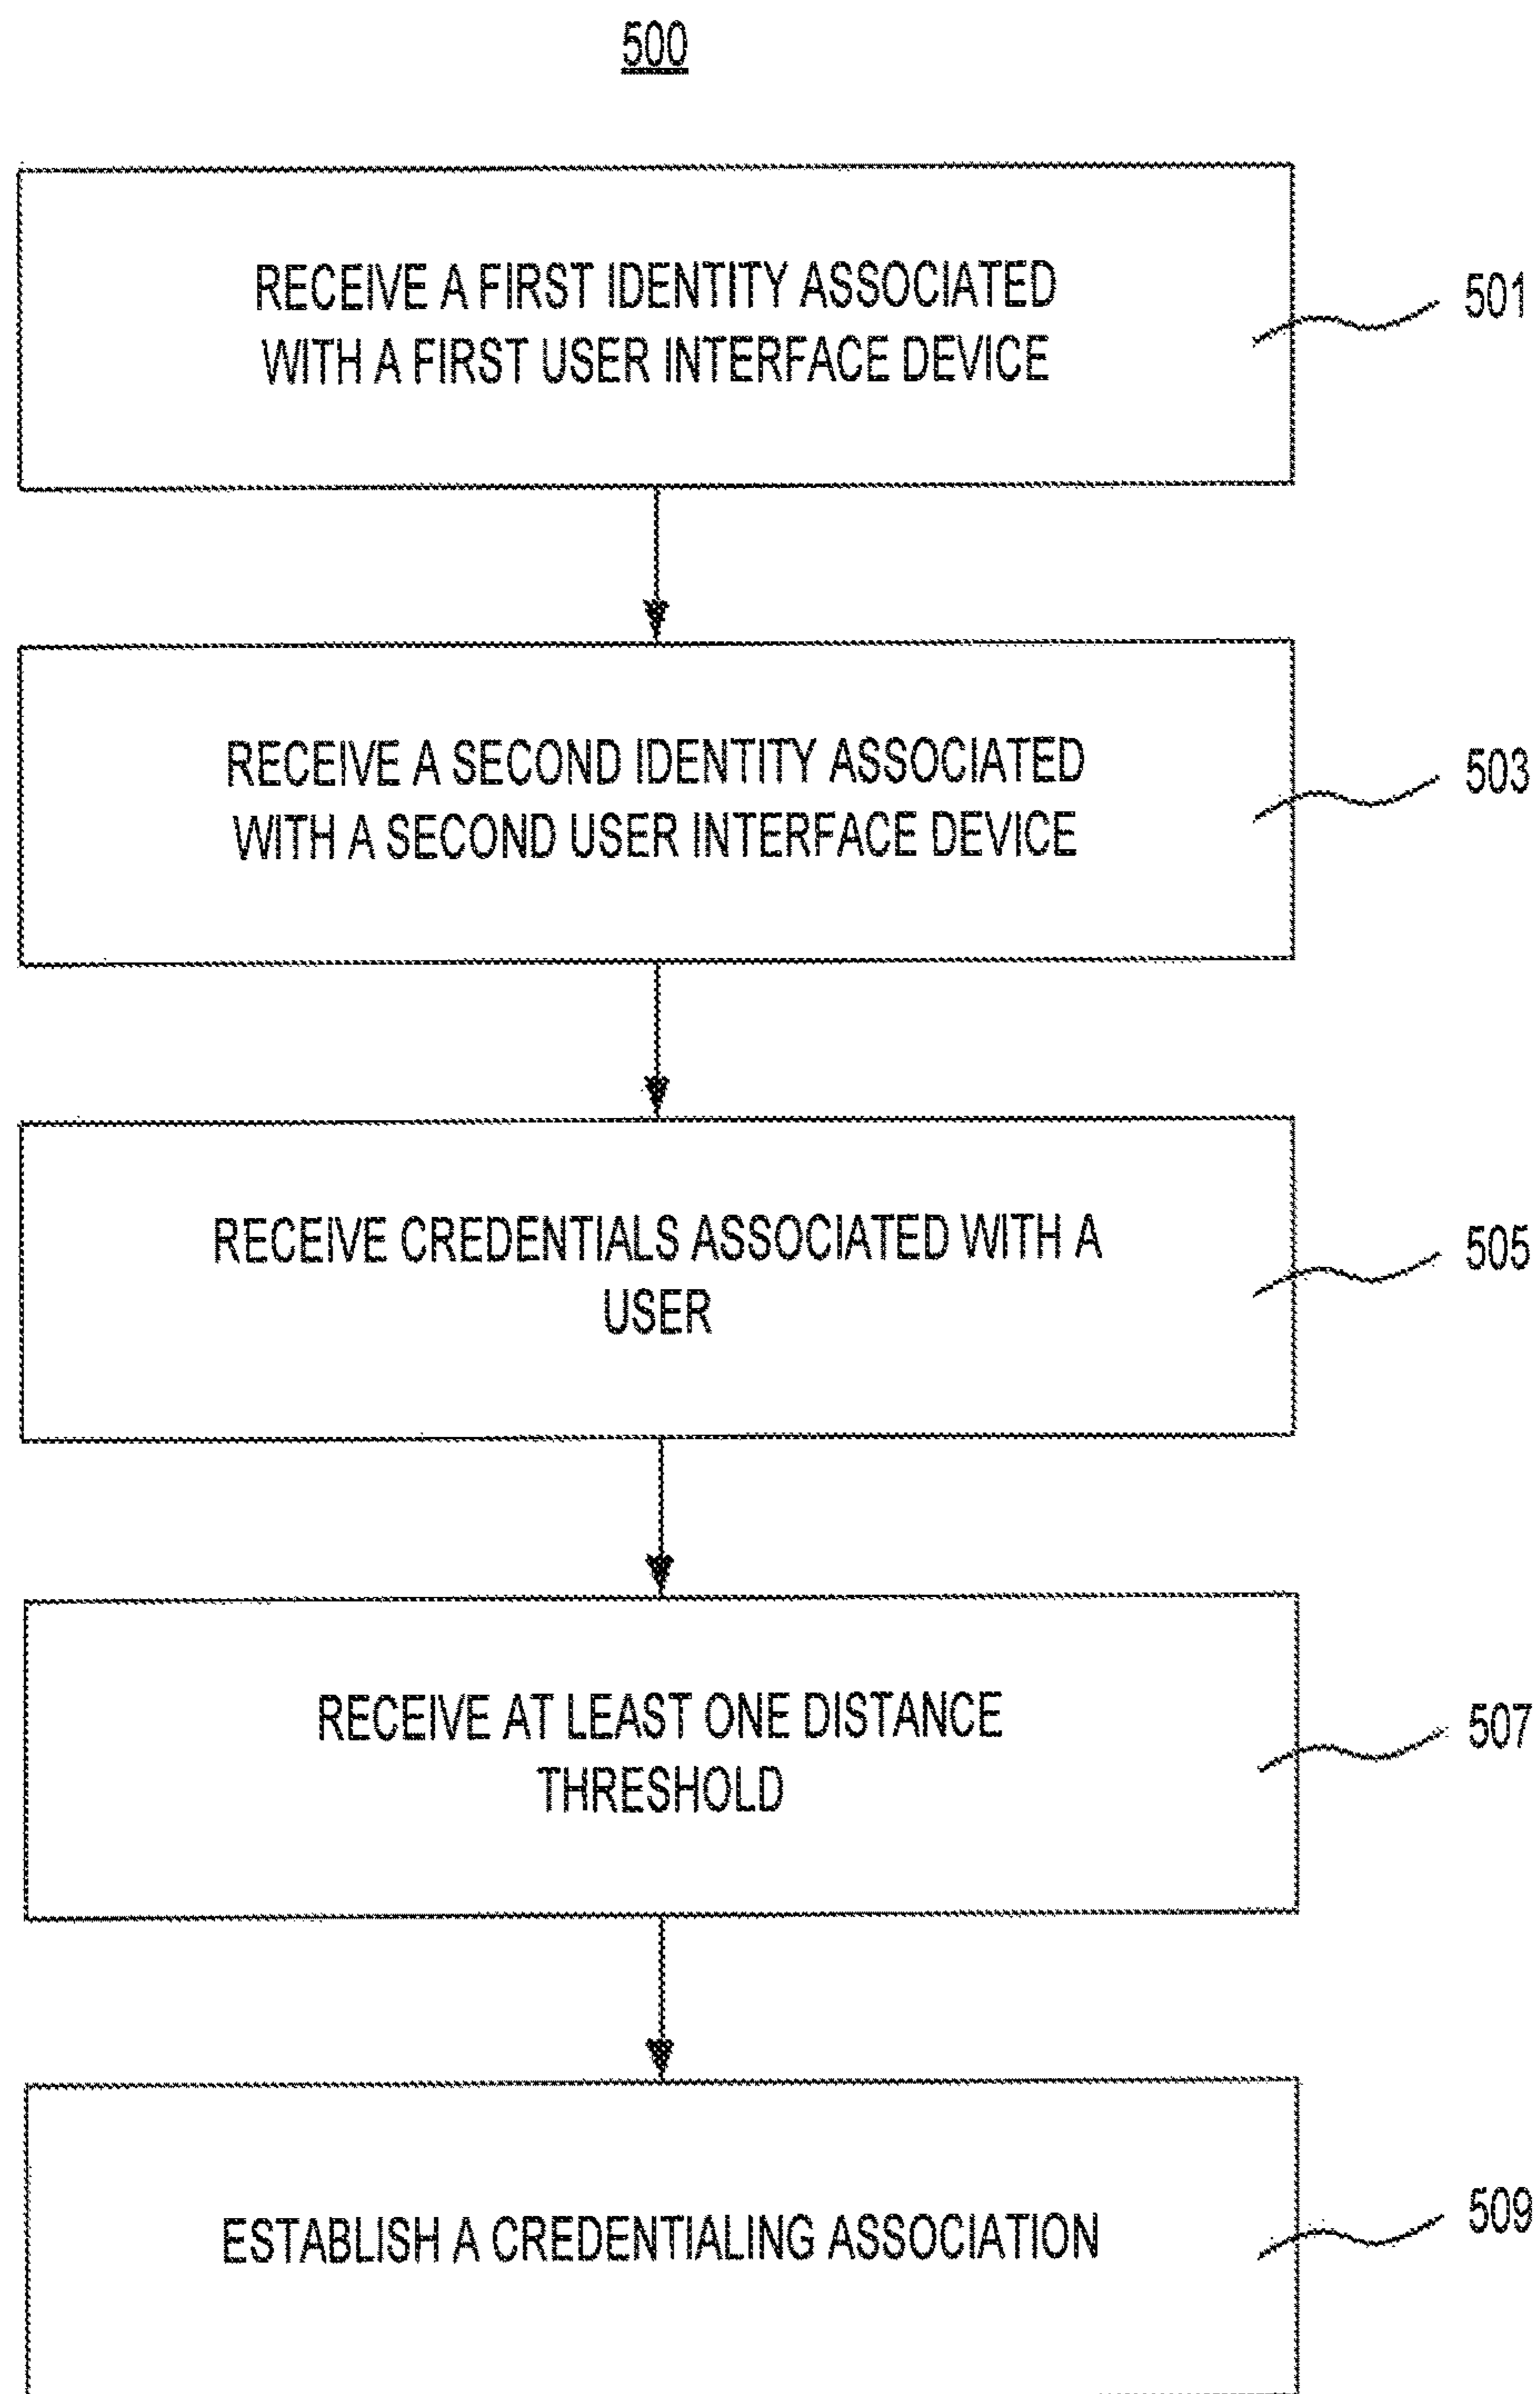 500
RECEIVE A FIRST IDENTITY ASSOCIATED
WITH A FIRST USER INTERFACE DEVICE
501
RECEIVE A SECOND IDENTITY ASSOCIATED
WITH A SECOND USER INTERFACE DEVICE
503
RECEIVE CREDENTIALS ASSOCIATED WITH A
USER
505
RECEIVE AT LEAST ONE DISTANCE
THRESHOLD
507
ESTABLISH A CREDENTIALING ASSOCIATION
509